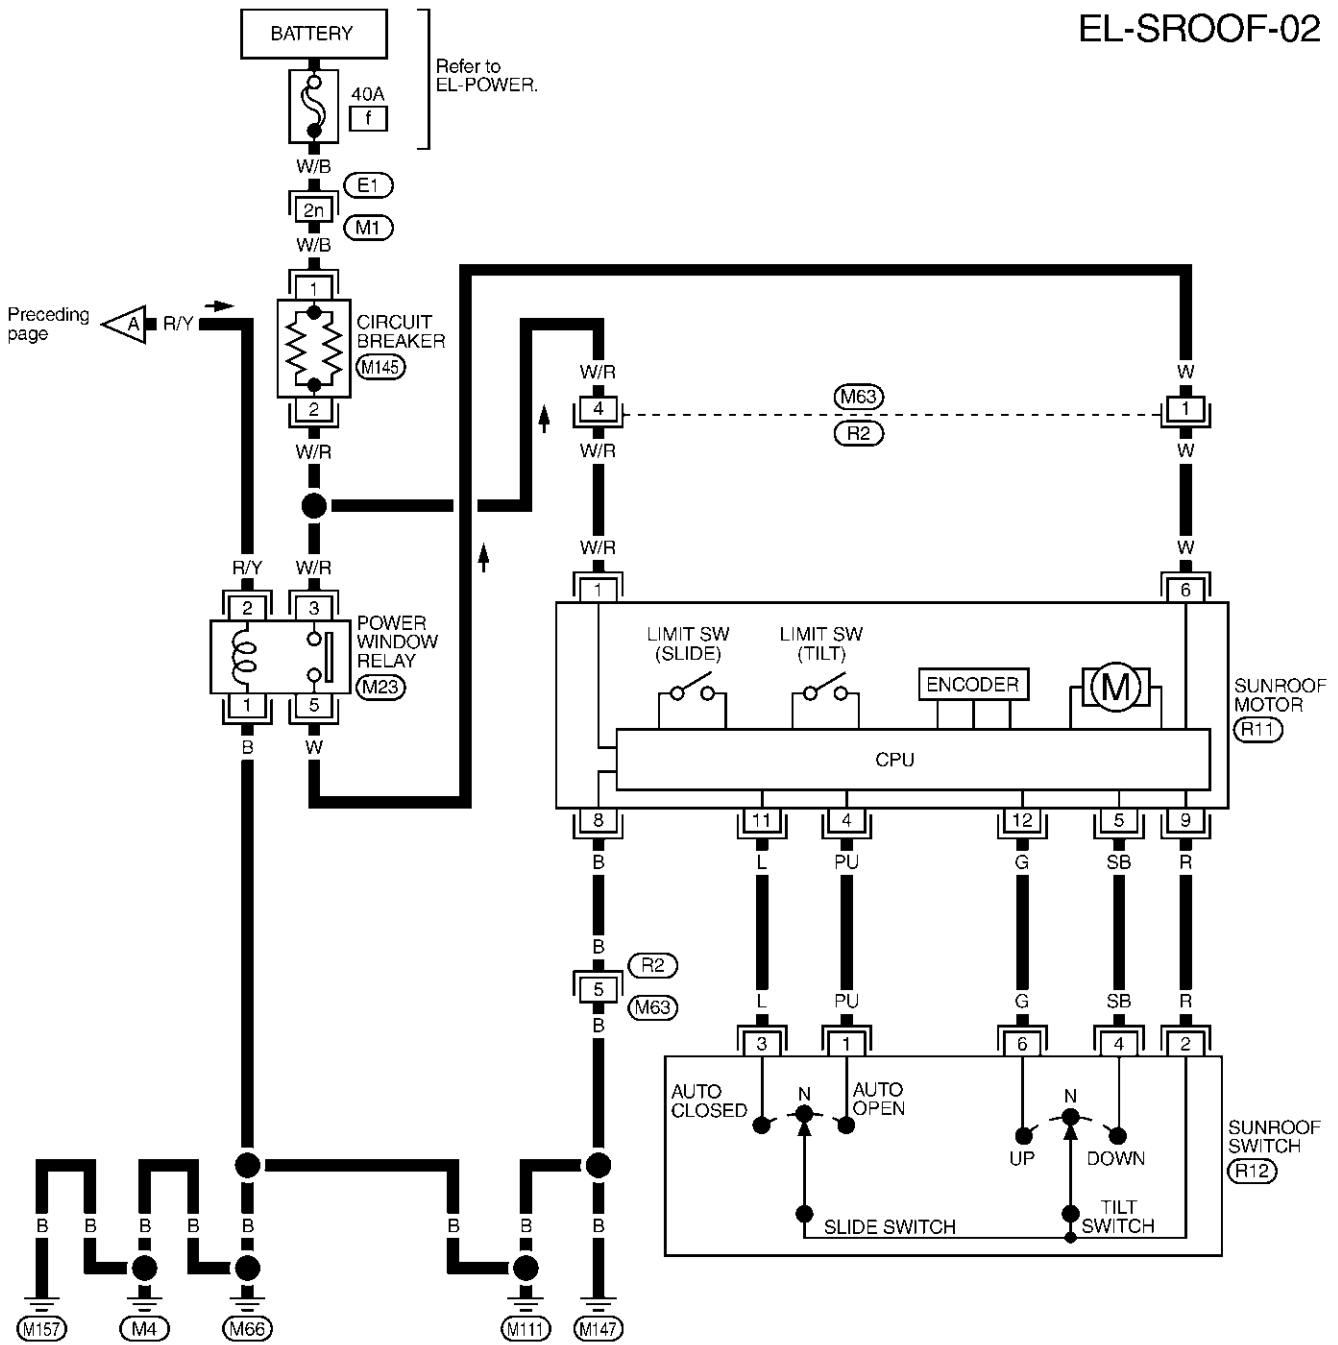 EL-SROOF-02
BATTERY
Refer to
EL-POWER.
40A
f
W/B
E1
2n
M1
W/B
1
Preceding
page
A
R/Y
CIRCUIT
BREAKER
M145
2
W/R
W/R
4
W/R
M63
R2
W
1
W
R/Y
W/R
W/R
W
2
3
1
6
POWER
WINDOW
RELAY
M23
LIMIT SW
(SLIDE)
LIMIT SW
(TILT)
ENCODER
M
SUNROOF
MOTOR
R11
1
5
B
W
CPU
8
11
4
12
5
9
B
L
PU
G
SB
R
B
R2
5
M63
B
L
PU
G
SB
R
3
1
6
4
2
AUTO
CLOSED
N
AUTO
OPEN
N
UP
DOWN
SUNROOF
SWITCH
R12
SLIDE SWITCH
TILT
SWITCH
B
B
B
B
B
B
B
B
M157
M4
M66
M111
M147